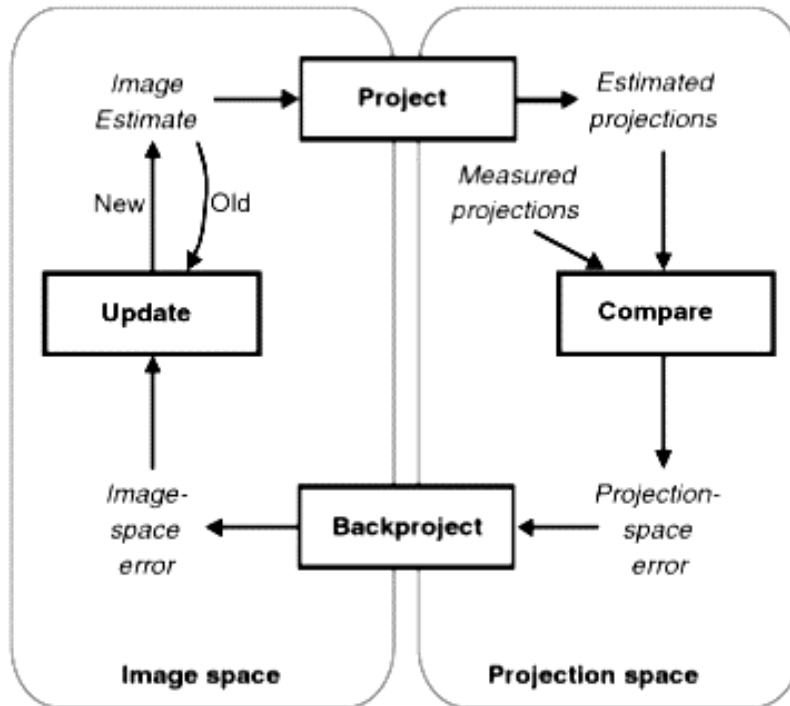 Image
Estimate
Project
Estimated
projections
Measured
projections
New
Old
Update
Compare
Image-
space
error
Backproject
Projection-
space
error
Image space
Projection space